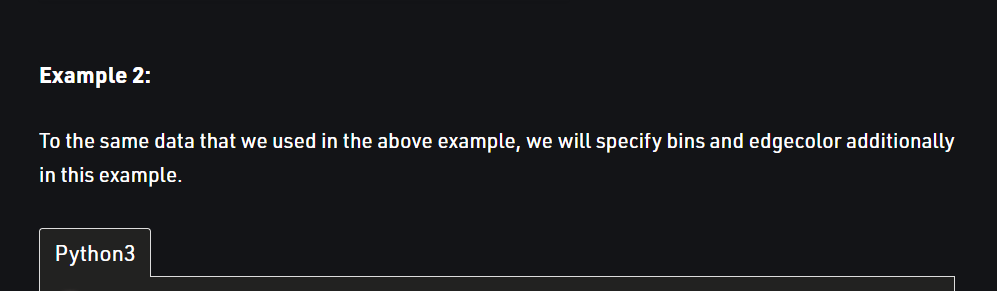 Example 2:
To the same data that we used in the above example, we will specify bins and edgecolor additionally
in this example.
Python3